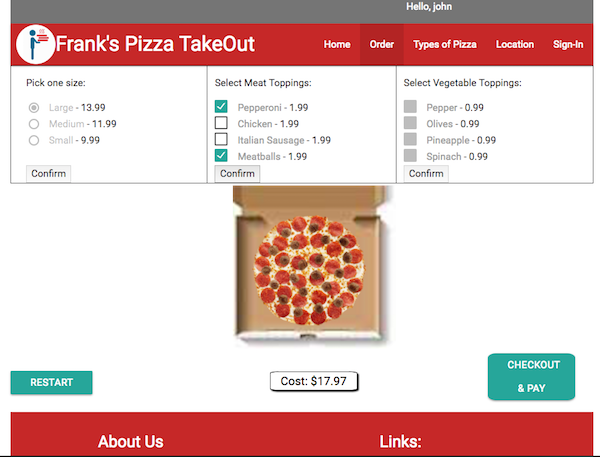 Hello, john
Frank's Pizza TakeOut
Home Order Types of Pizza Location Sign-In
Pick one size:
Large - 13.99
Medium - 11.99
Small - 9.99
Confirm
Select Meat Toppings:
Pepperoni - 1.99
Chicken - 1.99
Italian Sausage - 1.99
Meatballs - 1.99
Confirm
Select Vegetable Toppings:
Pepper - 0.99
Olives - 0.99
Pineapple - 0.99
Spinach - 0.99
Confirm
RESTART
Cost: $17.97
CHECKOUT
& PAY
About Us
Links: